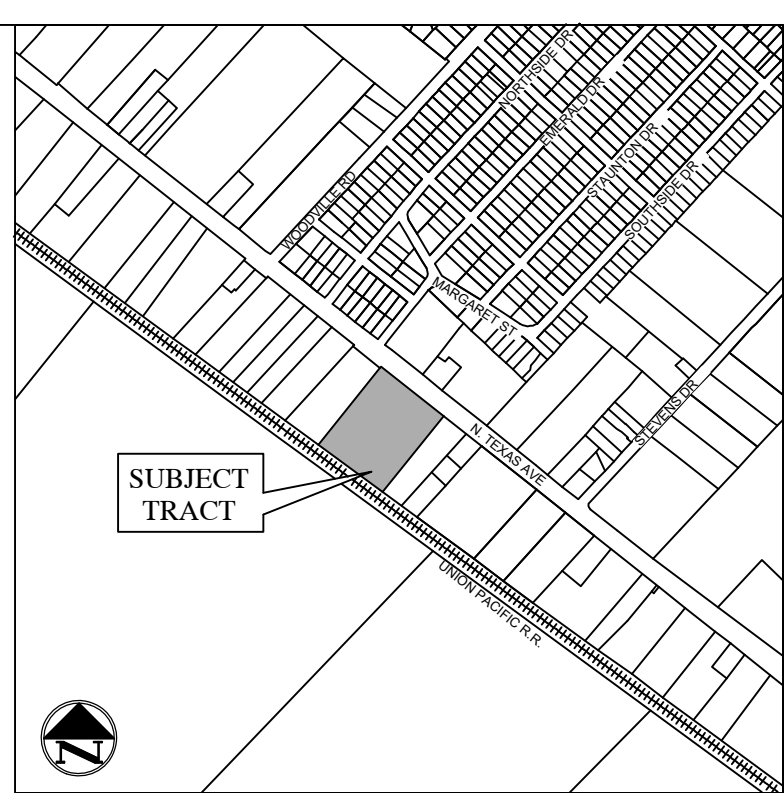 NORTHSIDE DR
EMERALD DR
STAUNTON DR
SOUTHSIDE DR
WOODVILLE RD
MARGARET ST
STEVENS DR
N. TEXAS AVE
SUBJECT
TRACT
UNION PACIFIC R.R.
N